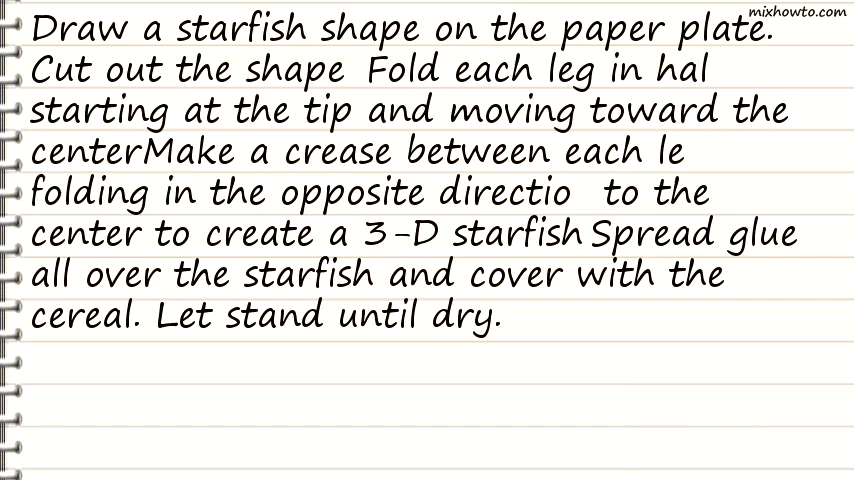 mixhowto.com
Draw a starfish shape on the paper plate.
Cut out the shape Fold each leg in hal
starting at the tip and moving toward the
centerMake a crease between each le
folding in the opposite directio to the
center to create a 3-D starfish Spread glue
all over the starfish and cover with the
cereal. Let stand until dry.